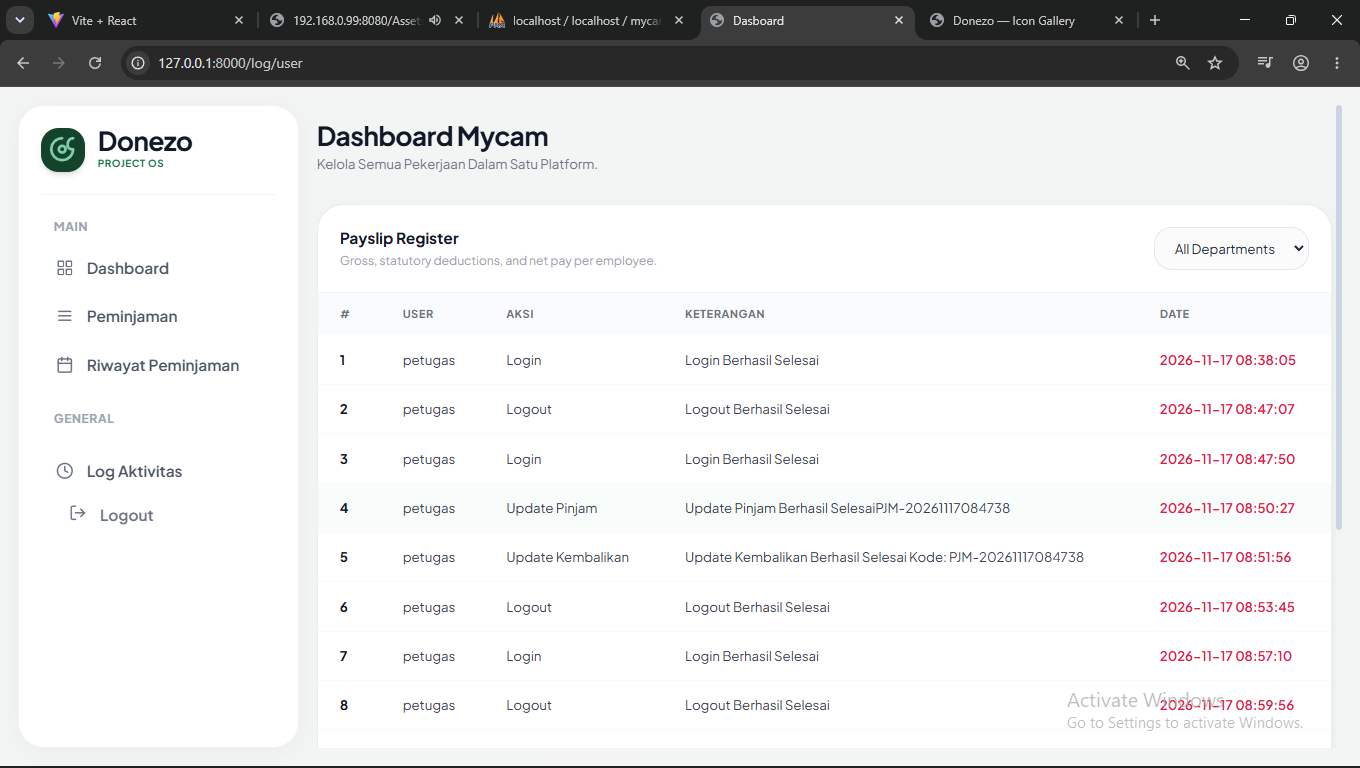 Vite + React
192.168.0.99:8080/Asset
localhost / localhost / mycam
Dasboard
Donezo — Icon Gallery
127.0.0.1:8000/log/user
Donezo
PROJECT OS
MAIN
Dashboard
Peminjaman
Riwayat Peminjaman
GENERAL
Log Aktivitas
Logout
Dashboard Mycam
Kelola Semua Pekerjaan Dalam Satu Platform.
Payslip Register
Gross, statutory deductions, and net pay per employee.
All Departments
# USER AKSI KETERANGAN DATE
1 petugas Login Login Berhasil Selesai 2026-11-17 08:38:05
2 petugas Logout Logout Berhasil Selesai 2026-11-17 08:47:07
3 petugas Login Login Berhasil Selesai 2026-11-17 08:47:50
4 petugas Update Pinjam Update Pinjam Berhasil SelesaiPJM-20261117084738 2026-11-17 08:50:27
5 petugas Update Kembalikan Update Kembalikan Berhasil Selesai Kode: PJM-20261117084738 2026-11-17 08:51:56
6 petugas Logout Logout Berhasil Selesai 2026-11-17 08:53:45
7 petugas Login Login Berhasil Selesai 2026-11-17 08:57:10
8 petugas Logout Logout Berhasil Selesai 2026-11-17 08:59:56
Activate Windows
Go to Settings to activate Windows.